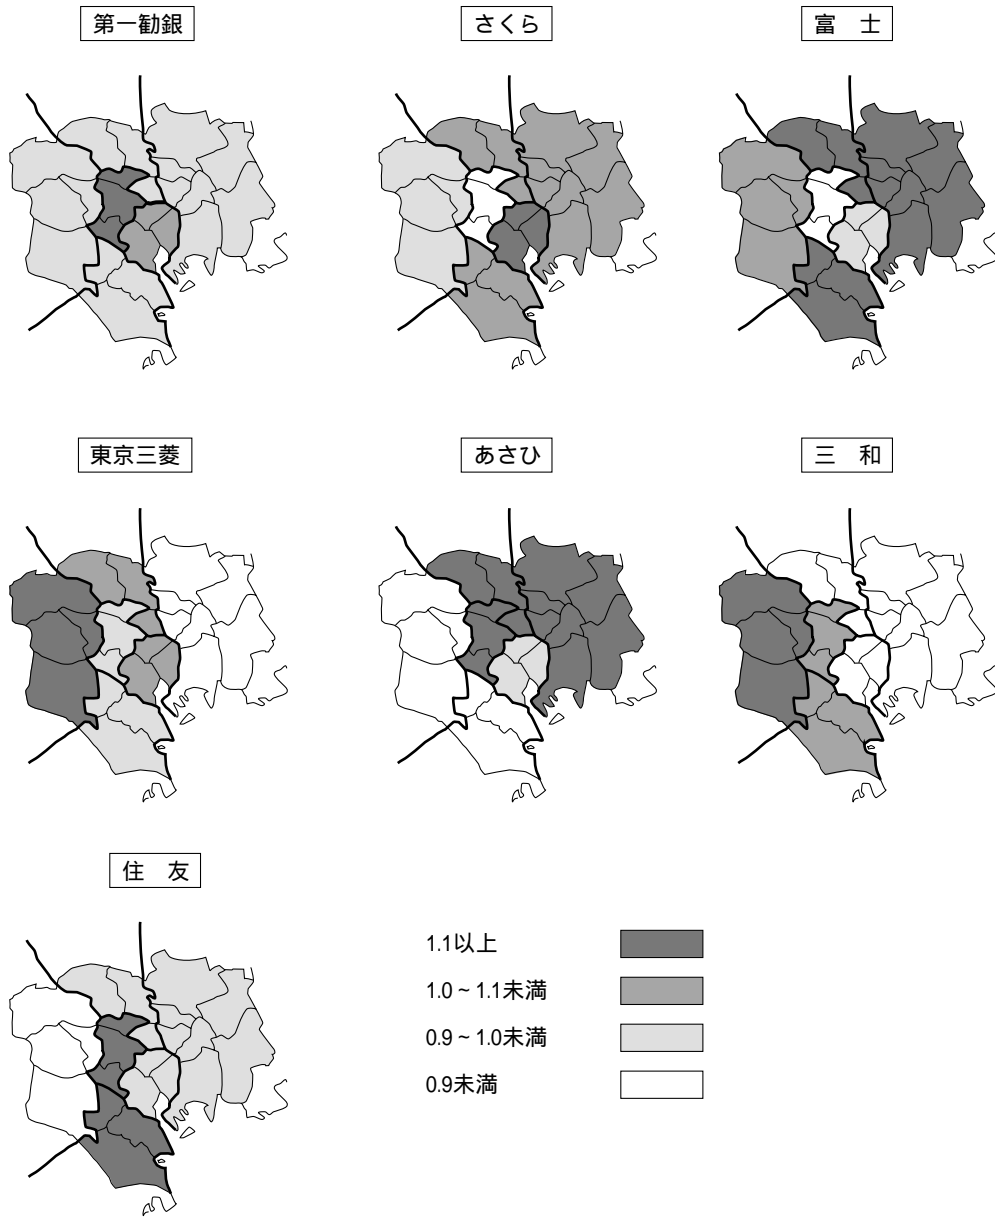 第一勧銀
さくら
富　士
東京三菱
あさひ
三　和
住　友
1.1以上
1.0～1.1未満
0.9～1.0未満
0.9未満